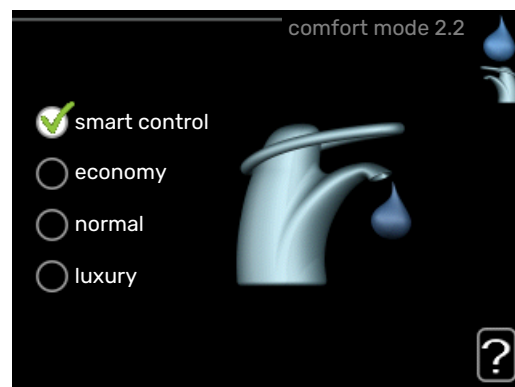 comfort mode 2.2
smart control
economy
normal
luxury
?